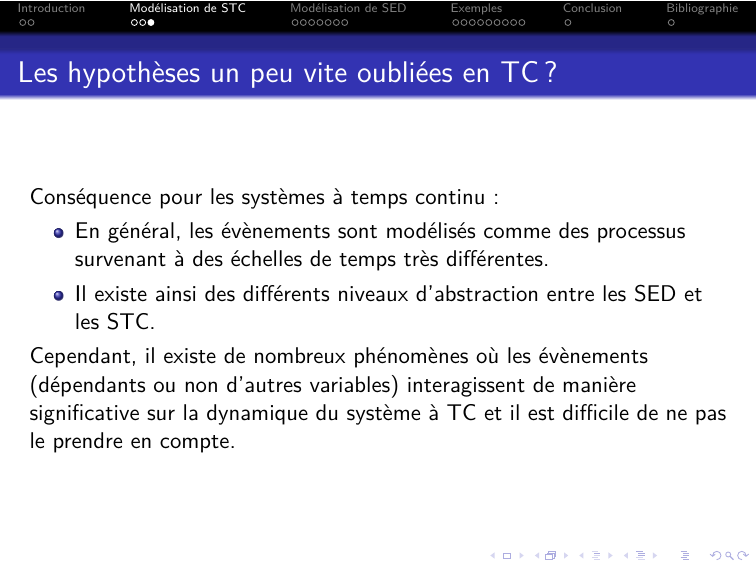 Introduction
Modélisation de STC
Modélisation de SED
Exemples
Conclusion
Bibliographie
Les hypothèses un peu vite oubliées en TC ?
Conséquence pour les systèmes à temps continu :
En général, les évènements sont modélisés comme des processus
survenant à des échelles de temps très différentes.
Il existe ainsi des différents niveaux d'abstraction entre les SED et
les STC.
Cependant, il existe de nombreux phénomènes où les évènements
(dépendants ou non d'autres variables) interagissent de manière
significative sur la dynamique du système à TC et il est difficile de ne pas
le prendre en compte.